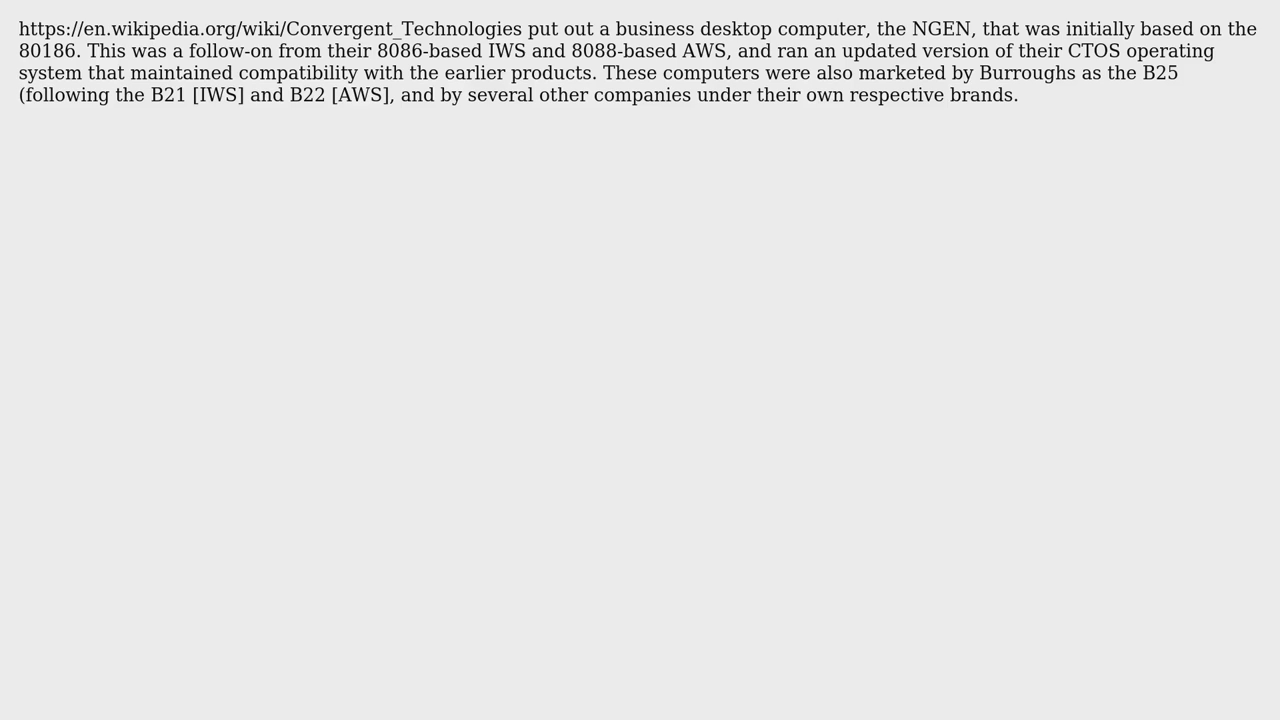 https://en.wikipedia.org/wiki/Convergent_Technologies put out a business desktop computer, the NGEN, that was initially based on the
80186. This was a follow-on from their 8086-based IWS and 8088-based AWS, and ran an updated version of their CTOS operating
system that maintained compatibility with the earlier products. These computers were also marketed by Burroughs as the B25
(following the B21 [IWS] and B22 [AWS], and by several other companies under their own respective brands.